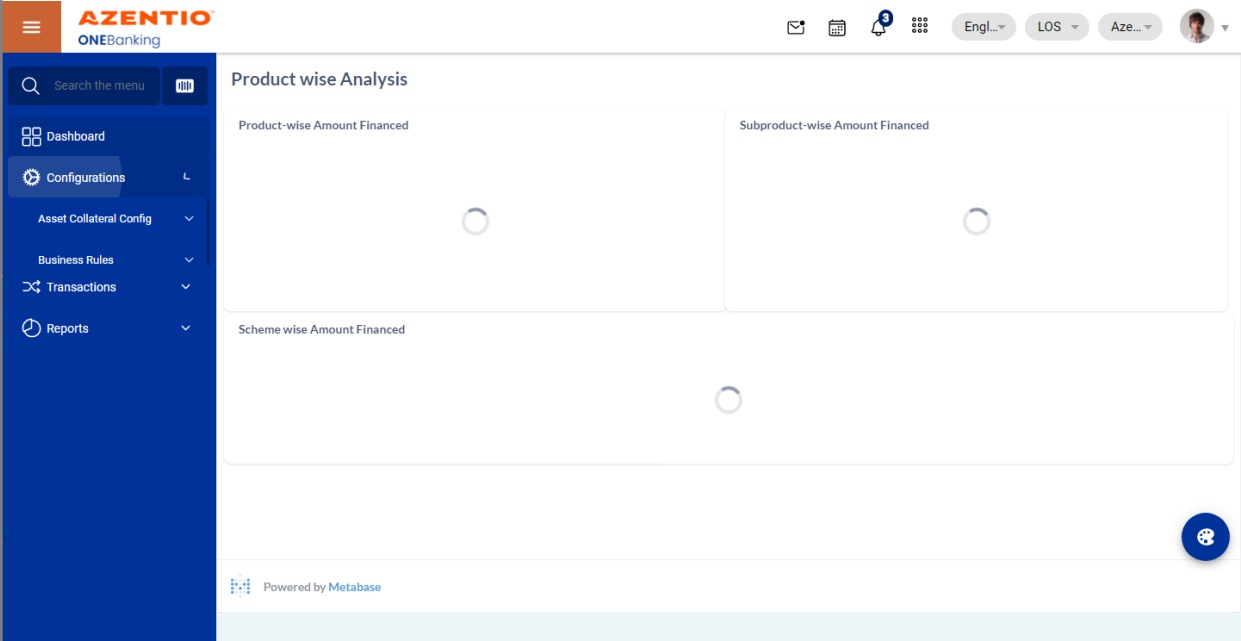 AZENTIO™
ONEBanking
3
Engl...
LOS
Aze...
Search the menu
Dashboard
Configurations
Asset Collateral Config
Business Rules
Transactions
Reports
Product wise Analysis
Product-wise Amount Financed
Subproduct-wise Amount Financed
Scheme wise Amount Financed
Powered by Metabase